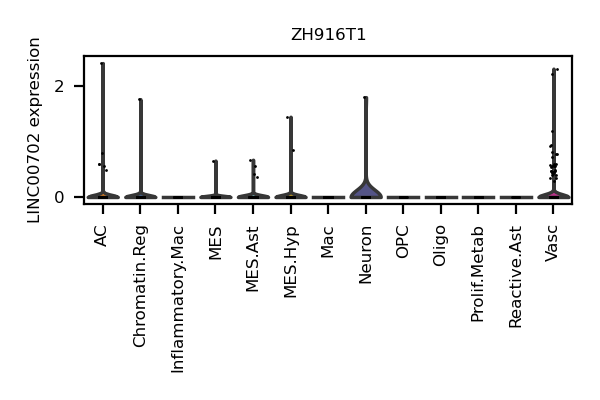 ZH916T1
LINC00702 expression
2
0
AC
Chromatin.Reg
Inflammatory.Mac
MES
MES.Ast
MES.Hyp
Mac
Neuron
OPC
Oligo
Prolif.Metab
Reactive.Ast
Vasc